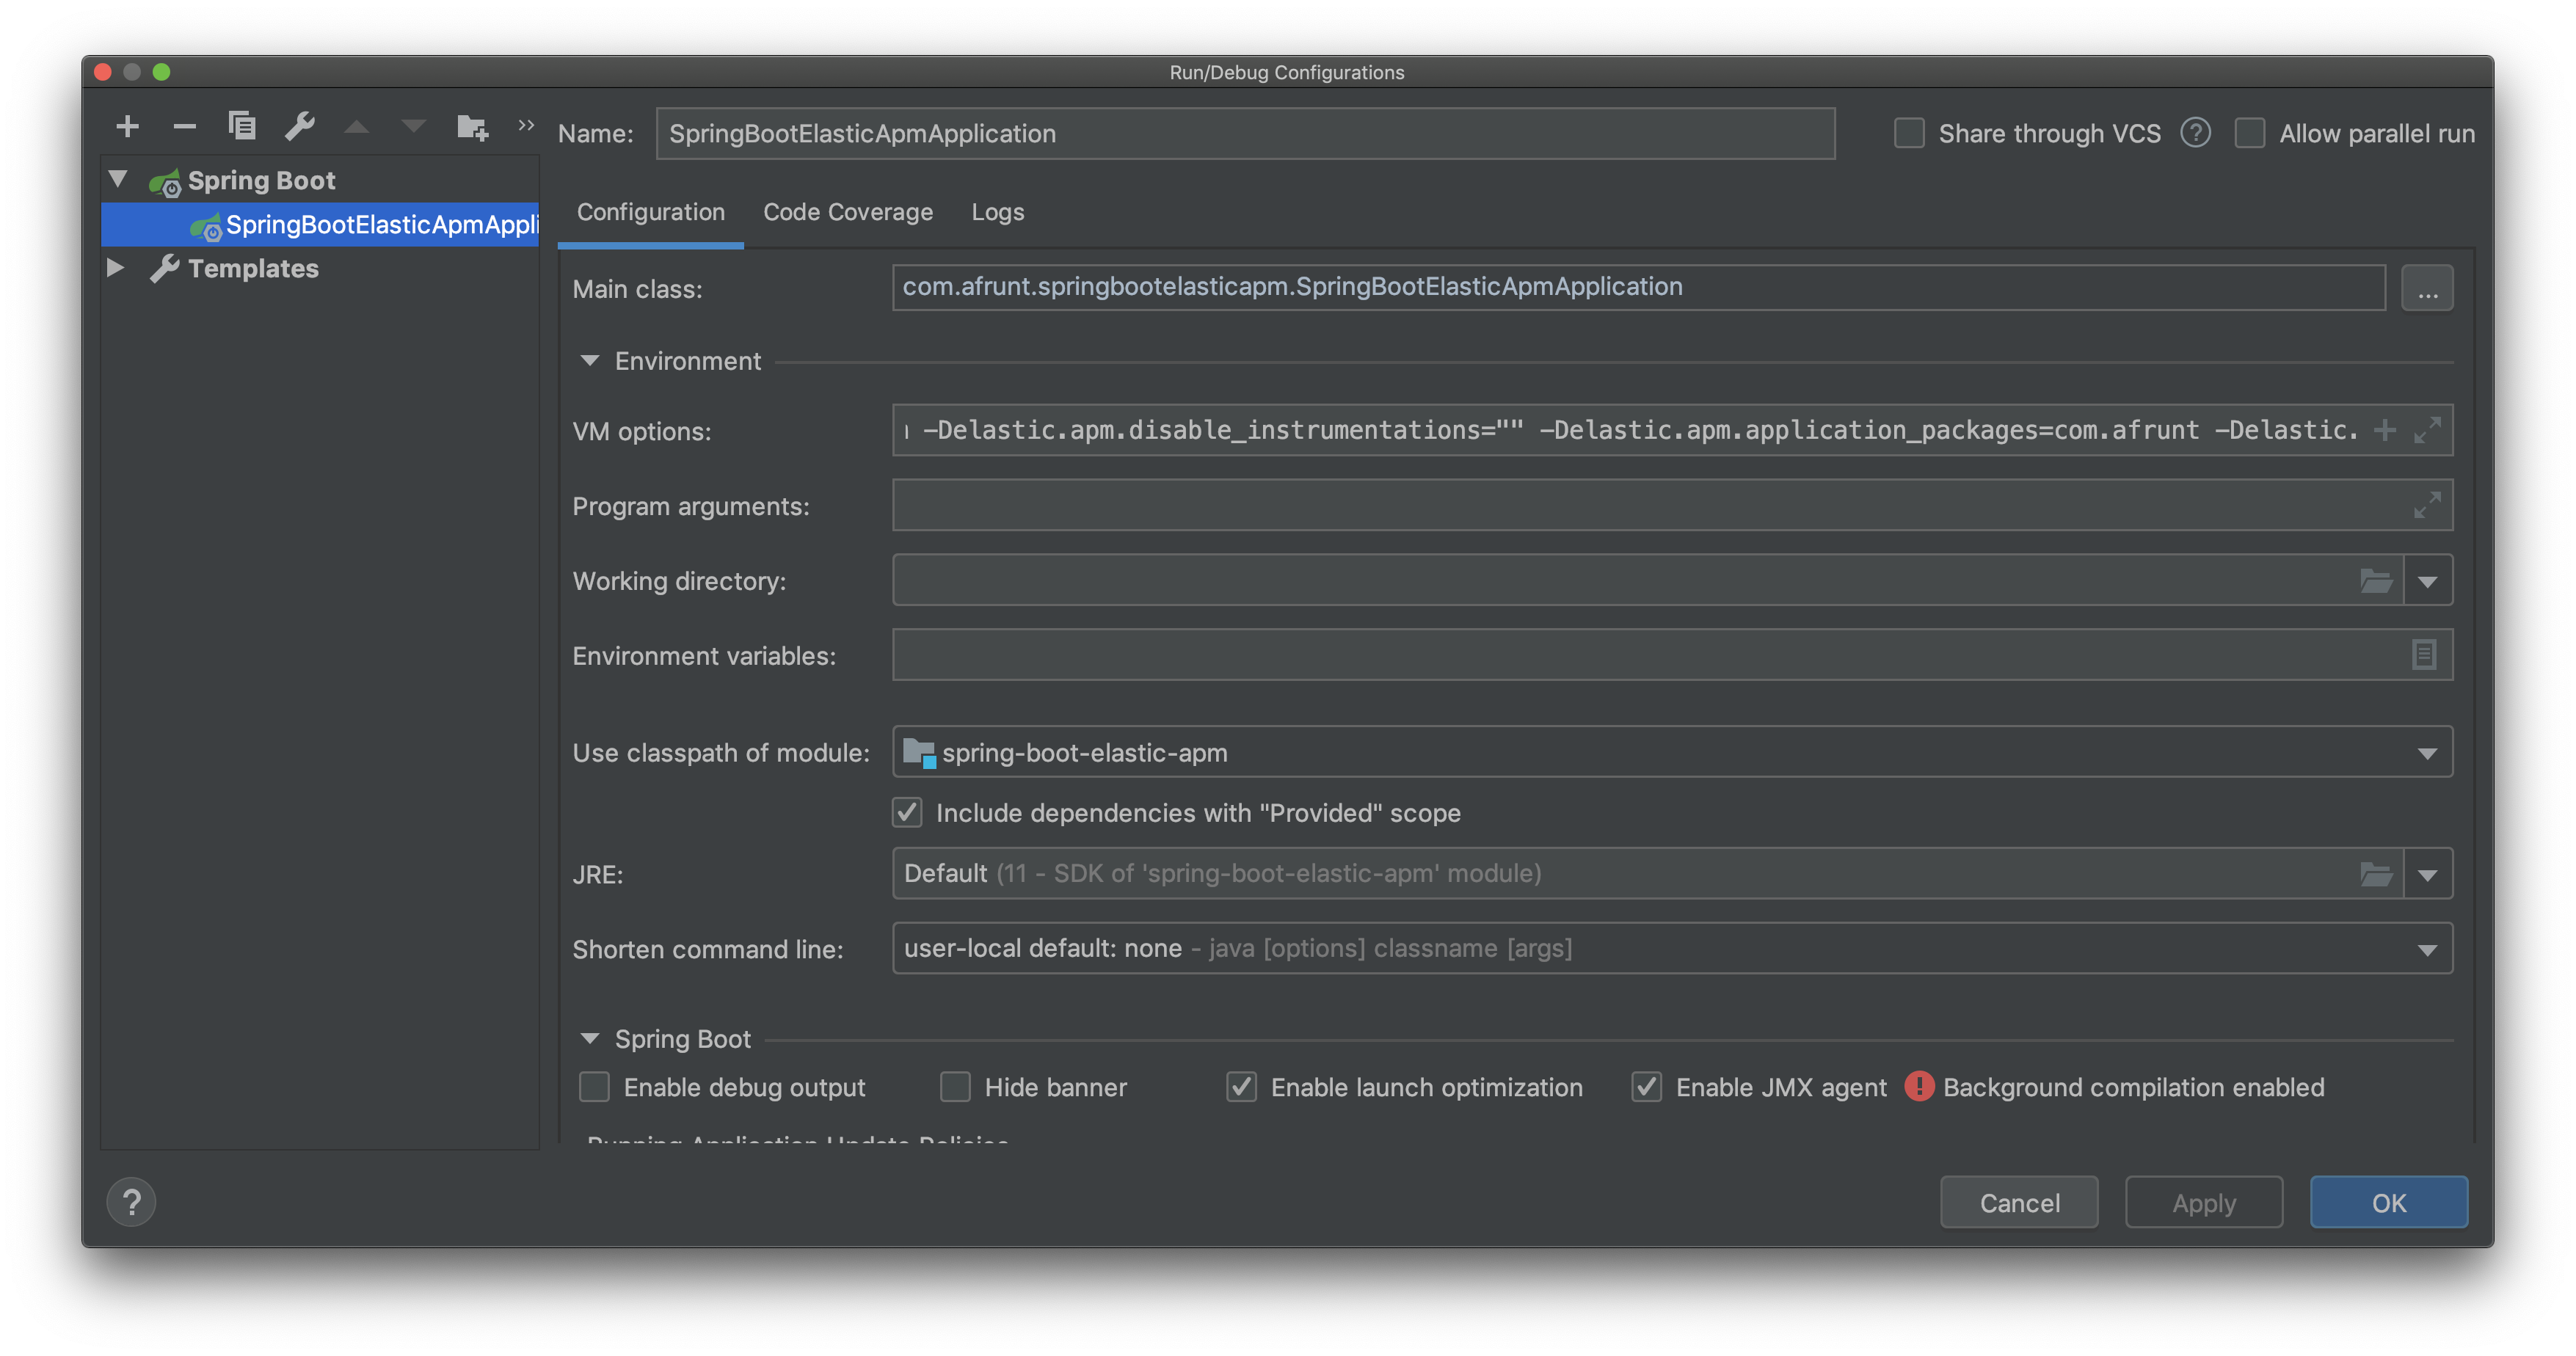 Run/Debug Configurations
Name: SpringBootElasticApmApplication
Share through VCS ? Allow parallel run
Spring Boot
SpringBootElasticApmAppli
Templates
Configuration Code Coverage Logs
Main class: com.afrunt.springbootelasticapm.SpringBootElasticApmApplication ...
Environment
VM options: -Delastic.apm.disable_instrumentations="" -Delastic.apm.application_packages=com.afrunt -Delastic.
Program arguments:
Working directory:
Environment variables:
Use classpath of module: spring-boot-elastic-apm
Include dependencies with "Provided" scope
JRE: Default (11 - SDK of 'spring-boot-elastic-apm' module)
Shorten command line: user-local default: none - java [options] classname [args]
Spring Boot
Enable debug output Hide banner Enable launch optimization Enable JMX agent ! Background compilation enabled
Running Application Update Policies
? Cancel Apply OK